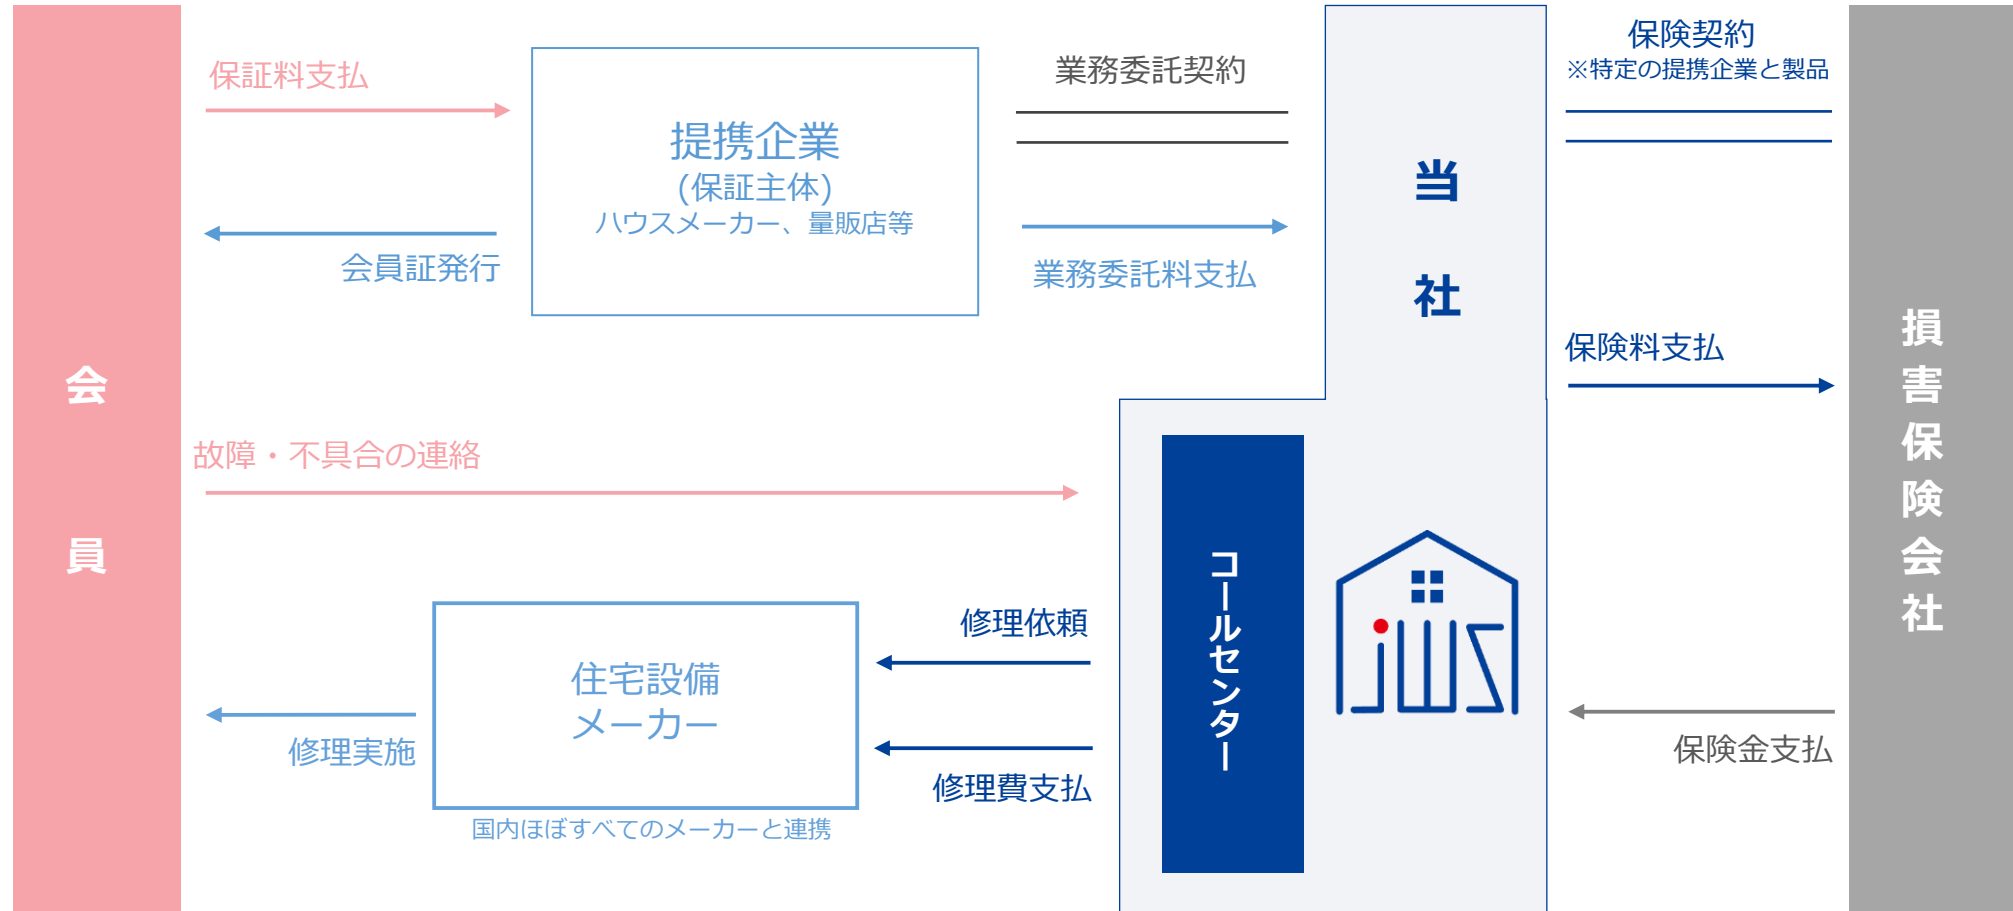 会員
保証料支払
会員証発行
提携企業
(保証主体)
ハウスメーカー、量販店等
業務委託契約
業務委託料支払
当社
保険契約
※特定の提携企業と製品
保険料支払
損害保険会社
故障・不具合の連絡
コールセンター
jws
修理依頼
修理費支払
住宅設備
メーカー
国内ほぼすべてのメーカーと連携
修理実施
保険金支払